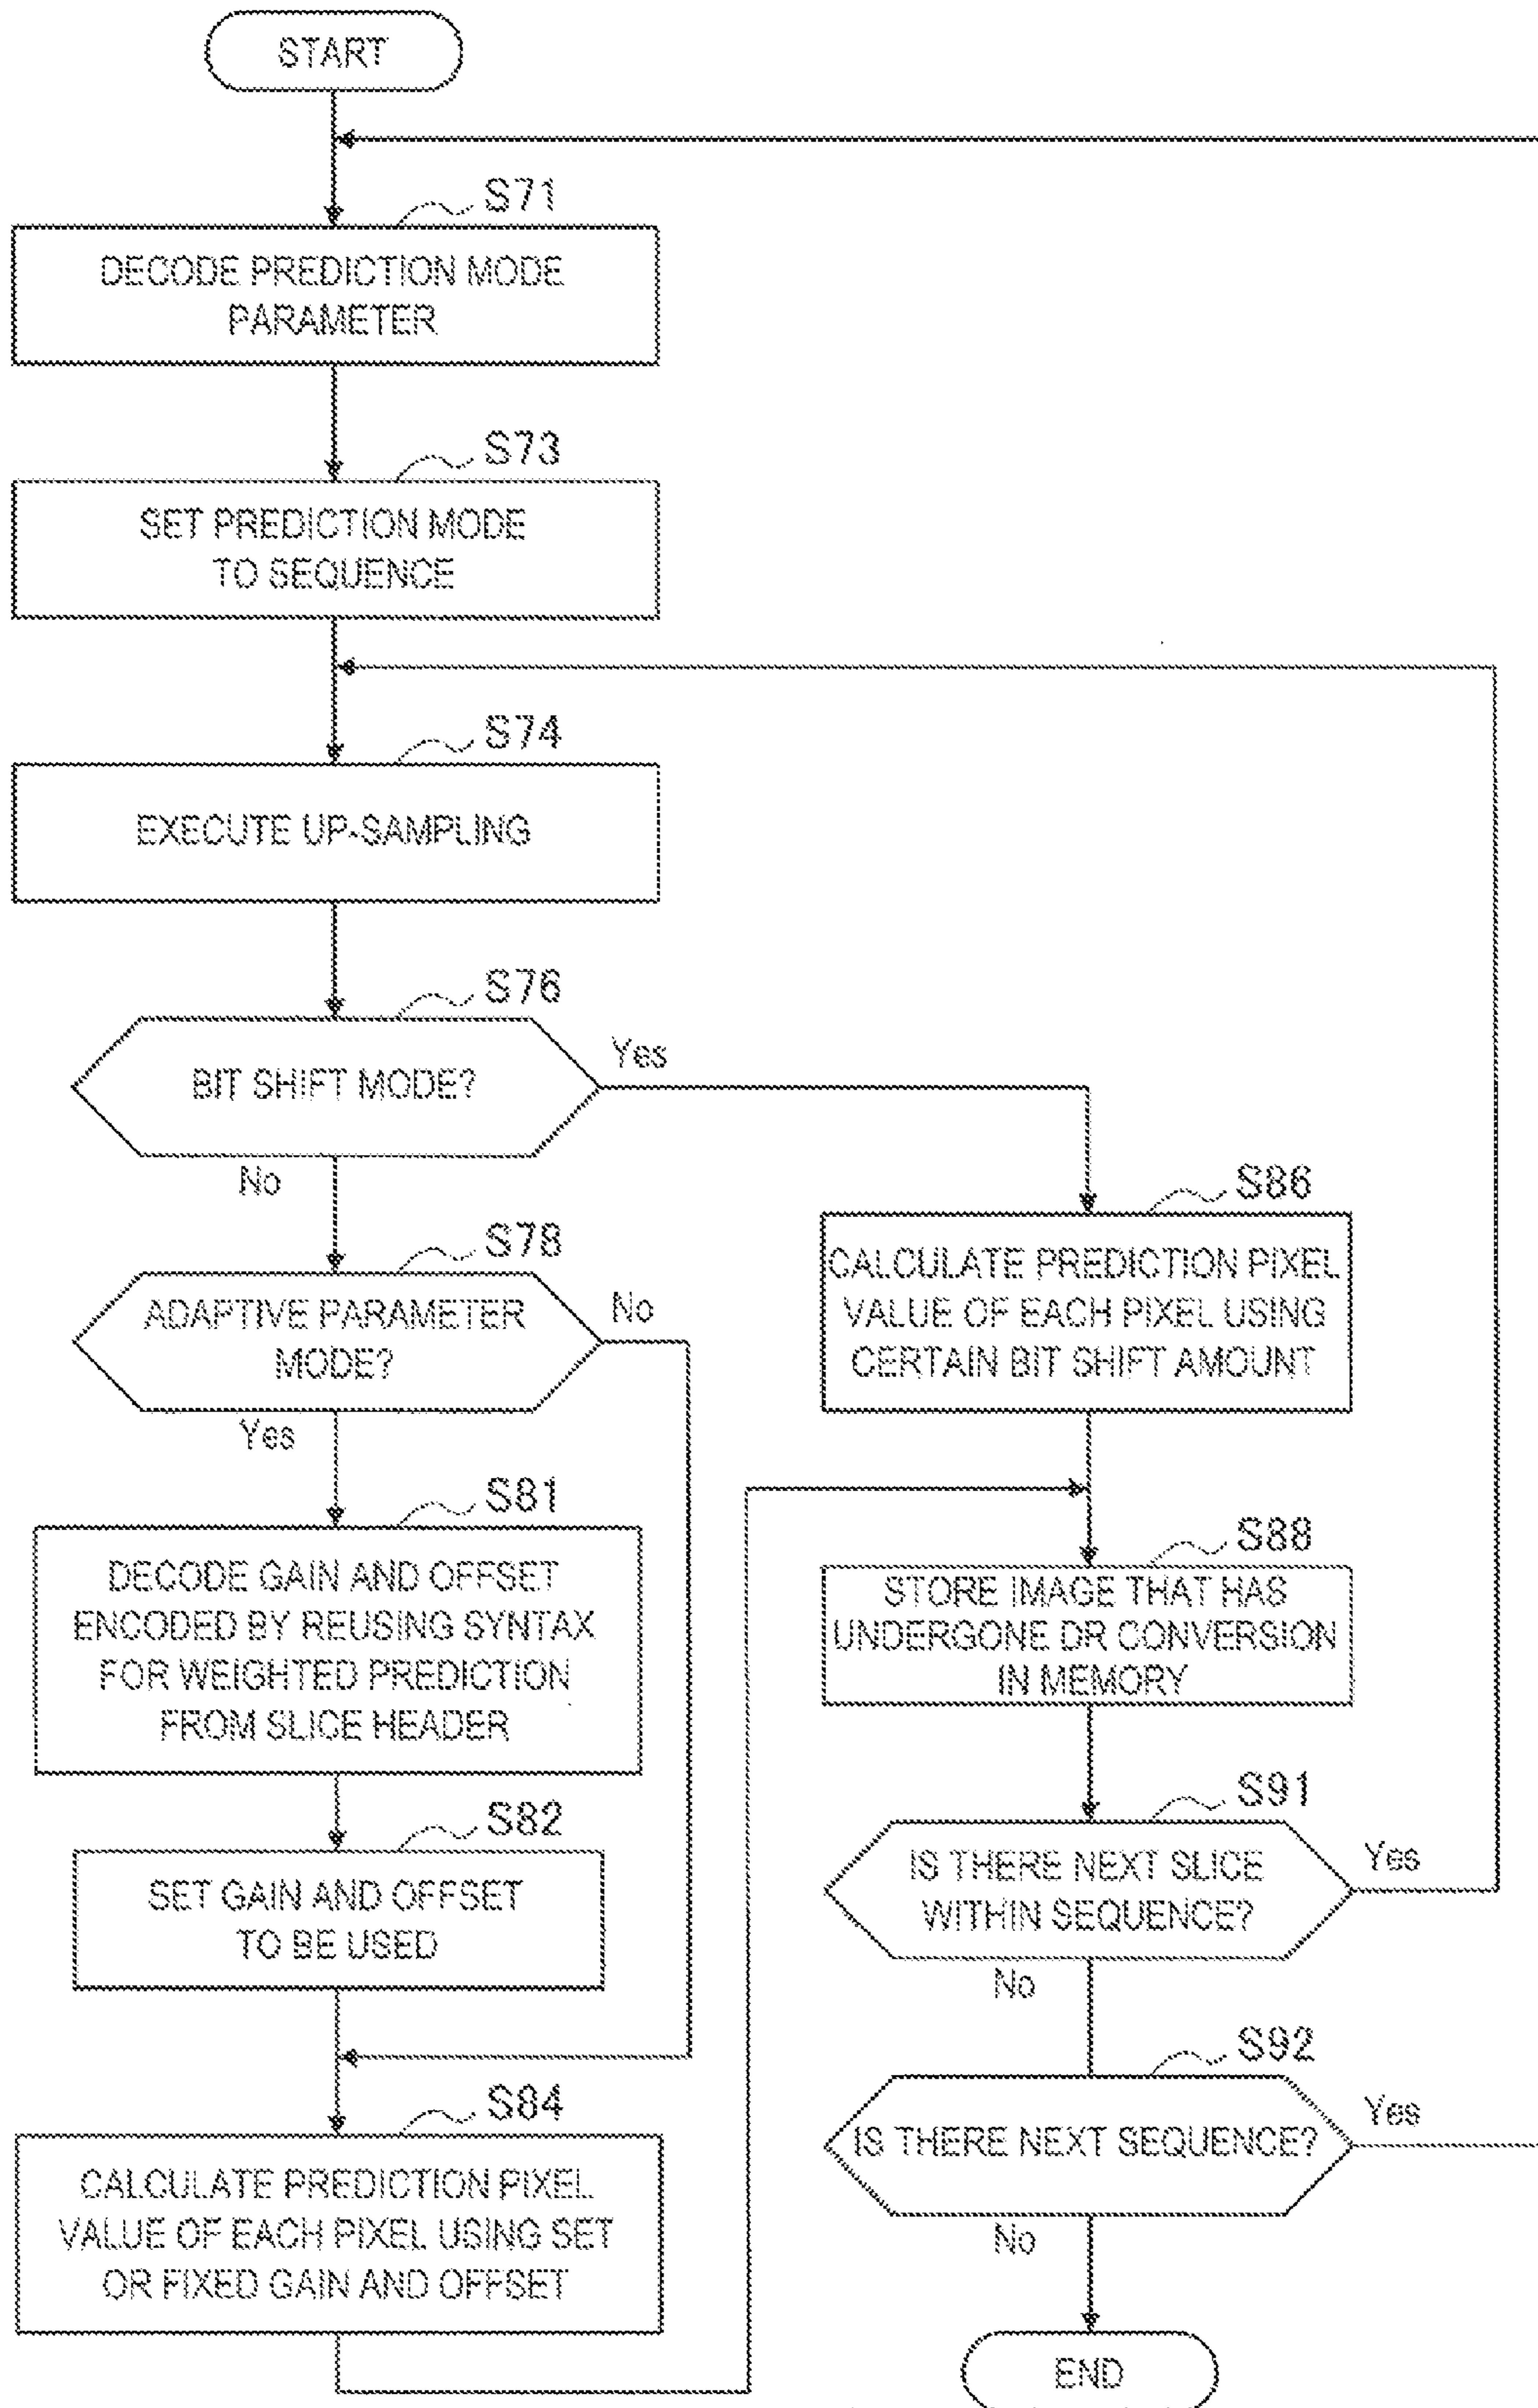 START
S71
DECODE PREDICTION MODE
PARAMETER
S73
SET PREDICTION MODE
TO SEQUENCE
S74
EXECUTE UP-SAMPLING
S76
BIT SHIFT MODE?
Yes
No
S78
ADAPTIVE PARAMETER
MODE?
No
Yes
S81
DECODE GAIN AND OFFSET
ENCODED BY REUSING SYNTAX
FOR WEIGHTED PREDICTION
FROM SLICE HEADER
S82
SET GAIN AND OFFSET
TO BE USED
S84
CALCULATE PREDICTION PIXEL
VALUE OF EACH PIXEL USING SET
OR FIXED GAIN AND OFFSET
S86
CALCULATE PREDICTION PIXEL
VALUE OF EACH PIXEL USING
CERTAIN BIT SHIFT AMOUNT
S88
STORE IMAGE THAT HAS
UNDERGONE DR CONVERSION
IN MEMORY
S91
IS THERE NEXT SLICE
WITHIN SEQUENCE?
Yes
No
S92
IS THERE NEXT SEQUENCE?
Yes
No
END